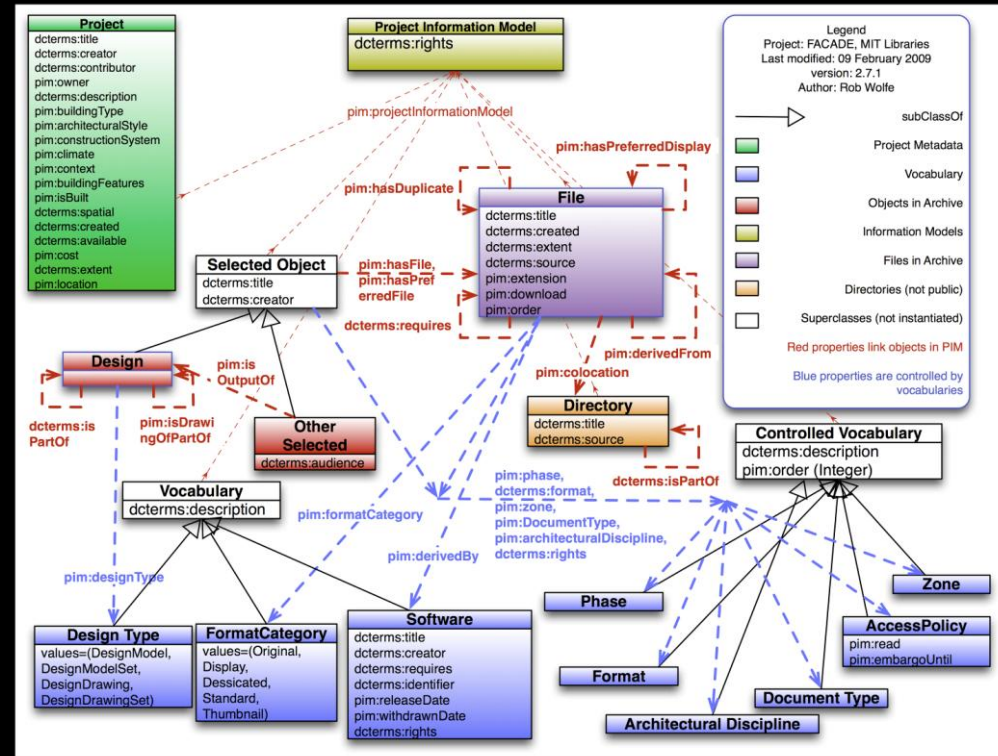 Project
dcterms:title
dcterms:creator
dcterms:contributor
pim:owner
dcterms:description
pim:buildingType
pim:architecturalStyle
pim:constructionSystem
pim:climate
pim:context
pim:buildingFeatures
pim:isBuilt
dcterms:spatial
dcterms:created
dcterms:available
pim:cost
dcterms:extent
pim:location
Project Information Model
dcterms:rights
Legend
Project: FACADE, MIT Libraries
Last modified: 09 February 2009
version: 2.7.1
Author: Rob Wolfe
subClassOf
Project Metadata
Vocabulary
Objects in Archive
Information Models
Files in Archive
Directories (not public)
Superclasses (not instantiated)
Red properties link objects in PIM
Blue properties are controlled by
vocabularies
pim:projectInformationModel
pim:hasPreferredDisplay
pim:hasDuplicate
File
dcterms:title
dcterms:created
dcterms:extent
dcterms:source
pim:extension
pim:download
pim:order
Selected Object
dcterms:title
dcterms:creator
pim:hasFile,
pim:hasPref
erredFile
dcterms:requires
pim:derivedFrom
pim:colocation
Design
pim:is
OutputOf
dcterms:is
PartOf
pim:isDrawi
ngOfPartOf
Other
Selected
dcterms:audience
Directory
dcterms:title
dcterms:source
dcterms:isPartOf
Controlled Vocabulary
dcterms:description
pim:order (Integer)
Vocabulary
dcterms:description
pim:formatCategory
pim:phase,
dcterms:format,
pim:zone,
pim:DocumentType,
pim:architecturalDiscipline,
dcterms:rights
pim:derivedBy
pim:designType
Design Type
values=(DesignModel,
DesignModelSet,
DesignDrawing,
DesignDrawingSet)
FormatCategory
values=(Original,
Display,
Dessicated,
Standard,
Thumbnail)
Software
dcterms:title
dcterms:creator
dcterms:requires
dcterms:identifier
pim:releaseDate
pim:withdrawnDate
dcterms:rights
Phase
Zone
AccessPolicy
pim:read
pim:embargoUntil
Format
Document Type
Architectural Discipline